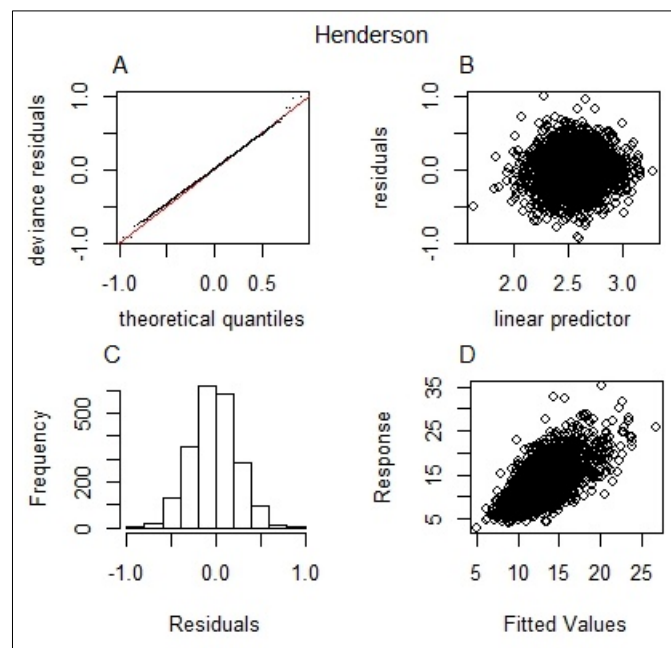 Henderson
A
B
deviance residuals
1.0
0.0
-1.0
-1.0
0.0
0.5
theoretical quantiles
residuals
1.0
0.0
-1.0
2.0
2.5
3.0
linear predictor
C
D
Frequency
500
200
0
-1.0
0.0
1.0
Residuals
Response
35
25
15
5
5
10
15
20
25
Fitted Values